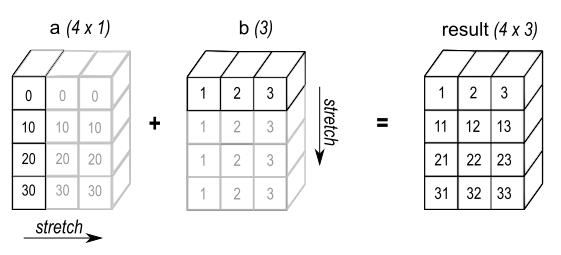 a (4 x 1) b (3) result (4 x 3)
0 0 0 1 2 3 1 2 3
10 10 10 + 1 2 3 stretch = 11 12 13
20 20 20 1 2 3 21 22 23
30 30 30 1 2 3 31 32 33
stretch